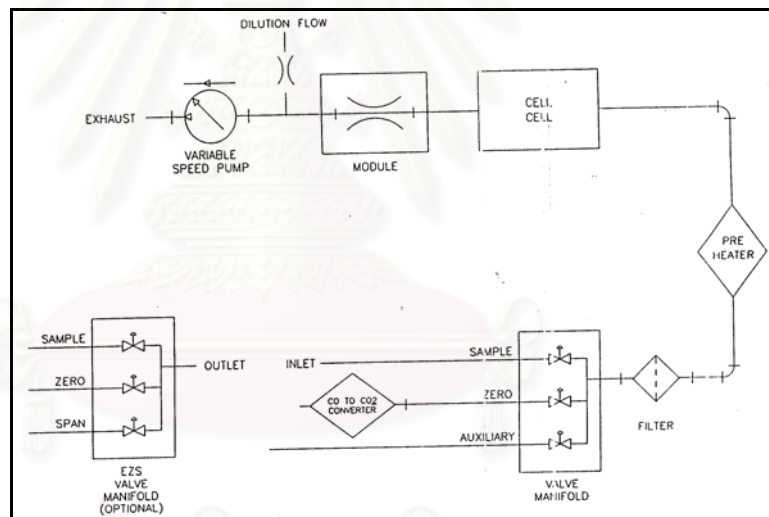 DILUTION FLOW
EXHAUST
VARIABLE
SPEED PUMP
MODULE
CELL
CELL
PRE
HEATER
SAMPLE
ZERO
SPAN
OUTLET
EZS
VALVE
MANIFOLD
(OPTIONAL)
INLET
SAMPLE
CO TO CO2
CONVERTER
ZERO
AUXILIARY
VALVE
MANIFOLD
FILTER